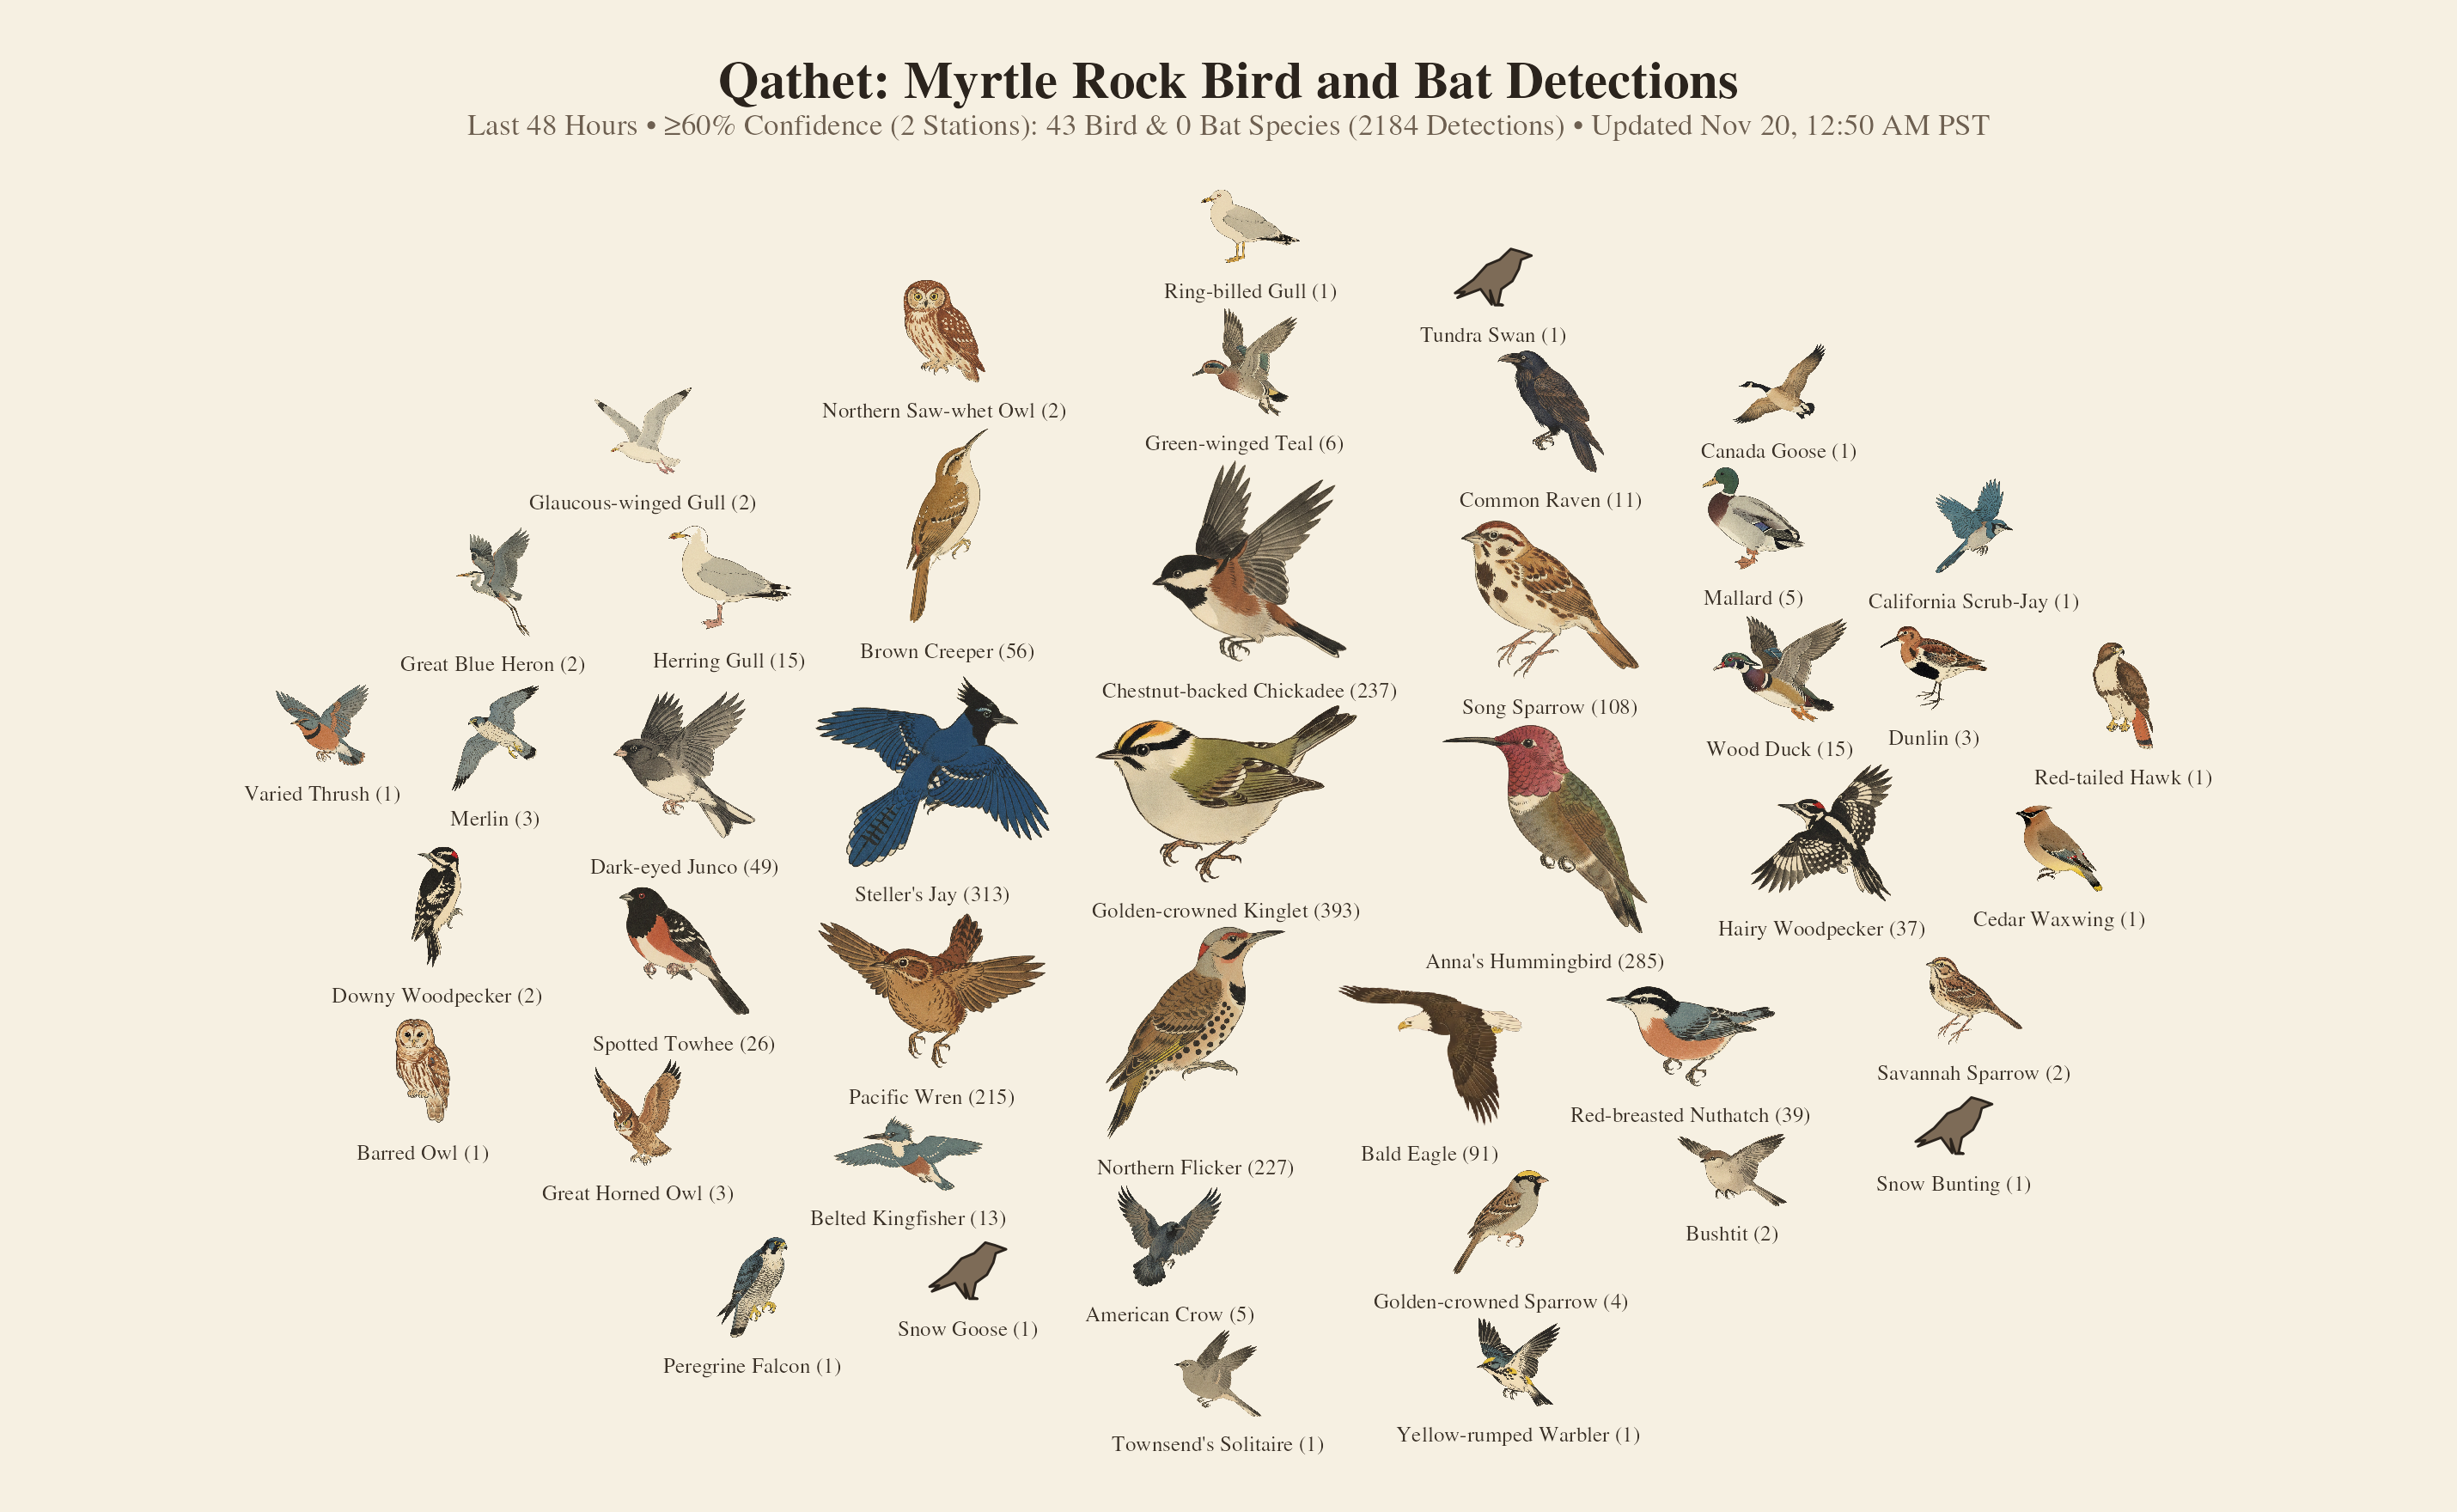 Qathet: Myrtle Rock Bird and Bat Detections
Last 48 Hours • ≥60% Confidence (2 Stations): 43 Bird & 0 Bat Species (2184 Detections) • Updated Nov 20, 12:50 AM PST
Ring-billed Gull (1)
Tundra Swan (1)
Northern Saw-whet Owl (2)
Green-winged Teal (6)
Canada Goose (1)
Glaucous-winged Gull (2)
Common Raven (11)
Mallard (5)
California Scrub-Jay (1)
Great Blue Heron (2)
Herring Gull (15)
Brown Creeper (56)
Chestnut-backed Chickadee (237)
Song Sparrow (108)
Wood Duck (15)
Dunlin (3)
Red-tailed Hawk (1)
Varied Thrush (1)
Merlin (3)
Dark-eyed Junco (49)
Steller's Jay (313)
Golden-crowned Kinglet (393)
Anna's Hummingbird (285)
Hairy Woodpecker (37)
Cedar Waxwing (1)
Downy Woodpecker (2)
Spotted Towhee (26)
Pacific Wren (215)
Northern Flicker (227)
Bald Eagle (91)
Red-breasted Nuthatch (39)
Savannah Sparrow (2)
Barred Owl (1)
Great Horned Owl (3)
Belted Kingfisher (13)
Snow Bunting (1)
Bushtit (2)
American Crow (5)
Golden-crowned Sparrow (4)
Snow Goose (1)
Peregrine Falcon (1)
Townsend's Solitaire (1)
Yellow-rumped Warbler (1)